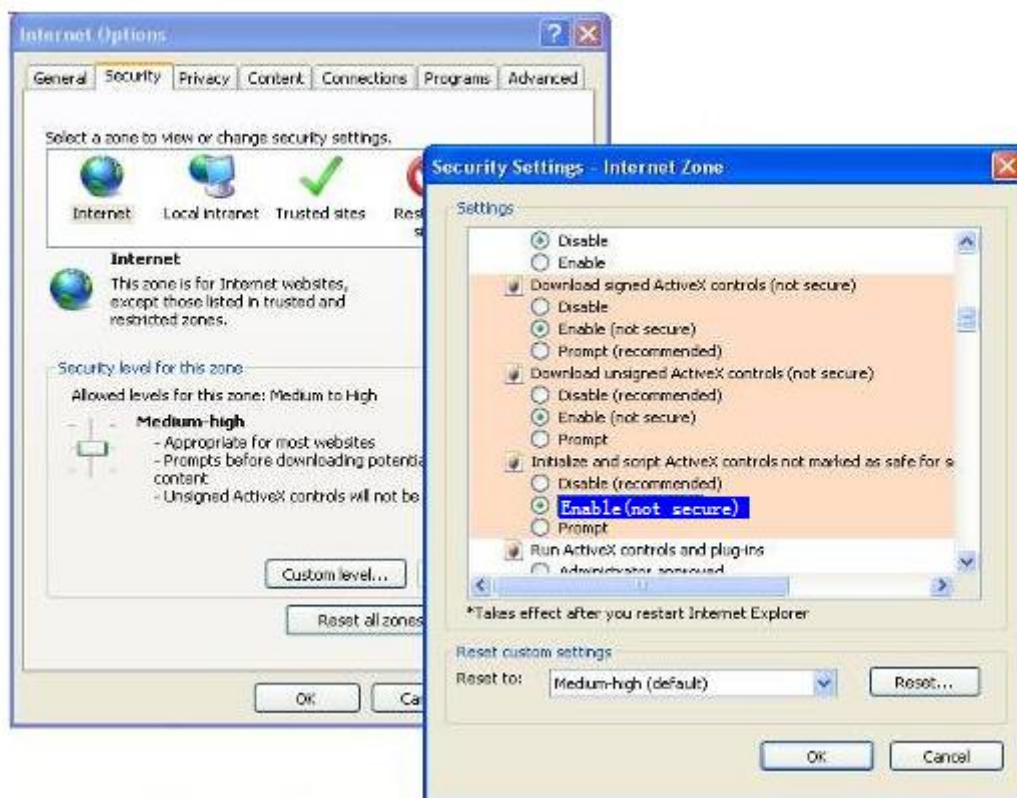 Internet Options
General Security Privacy Content Connections Programs Advanced
Select a zone to view or change security settings.
Internet Local intranet Trusted sites
Internet
This zone is for Internet websites,
except those listed in trusted and
restricted zones.
Security level for this zone
Allowed levels for this zone: Medium to High
Medium-high
- Appropriate for most websites
- Prompts before downloading
content
- Unsigned ActiveX controls will not be
Custom level...
Reset all zones
OK
Security Settings - Internet Zone
Settings
Disable
Enable
Download signed ActiveX controls (not secure)
Disable
Enable (not secure)
Prompt (recommended)
Download unsigned ActiveX controls (not secure)
Disable (recommended)
Enable (not secure)
Prompt
Initialize and script ActiveX controls not marked as safe for s
Disable (recommended)
Enable(not secure)
Prompt
Run ActiveX controls and plug-ins
Administrator approved
*Takes effect after you restart Internet Explorer
Reset custom settings
Reset to: Medium-high (default) Reset...
OK Cancel